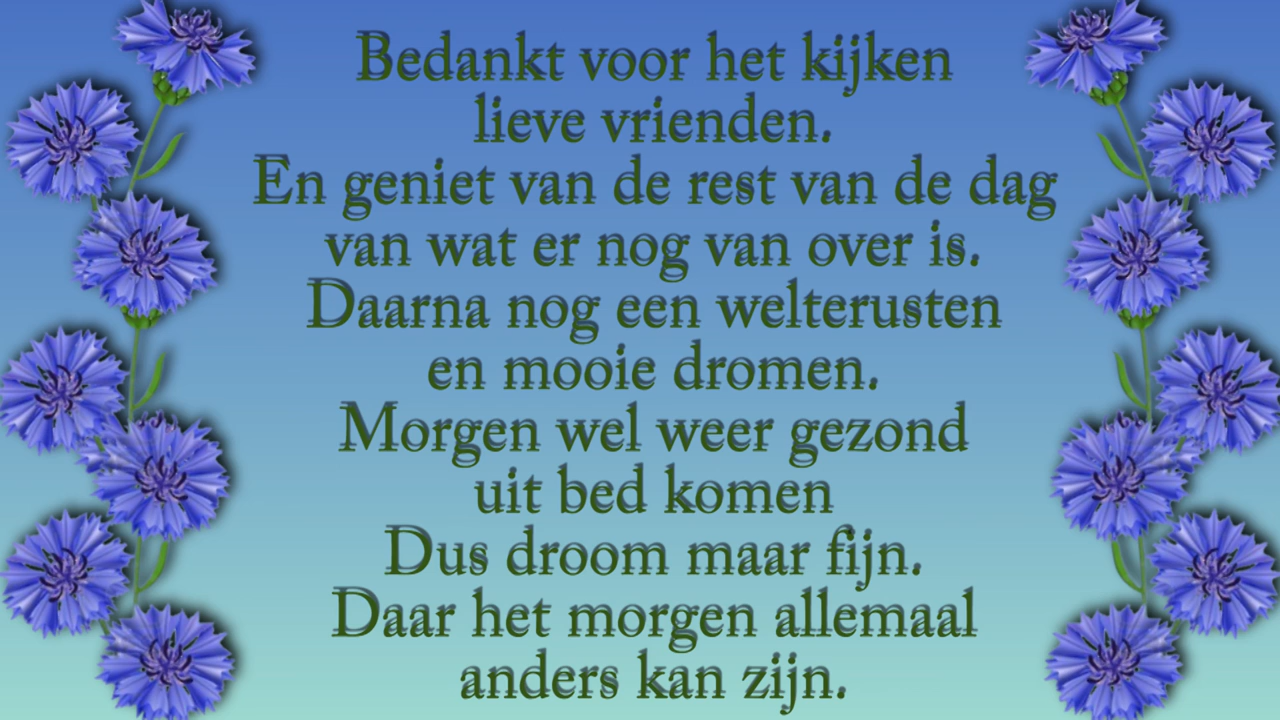 Bedankt voor het kijken
lieve vrienden.
En geniet van de rest van de dag
van wat er nog van over is.
Daarna nog een welterusten
en mooie dromen.
Morgen wel weer gezond
uit bed komen
Dus droom maar fijn.
Daar het morgen allemaal
anders kan zijn.